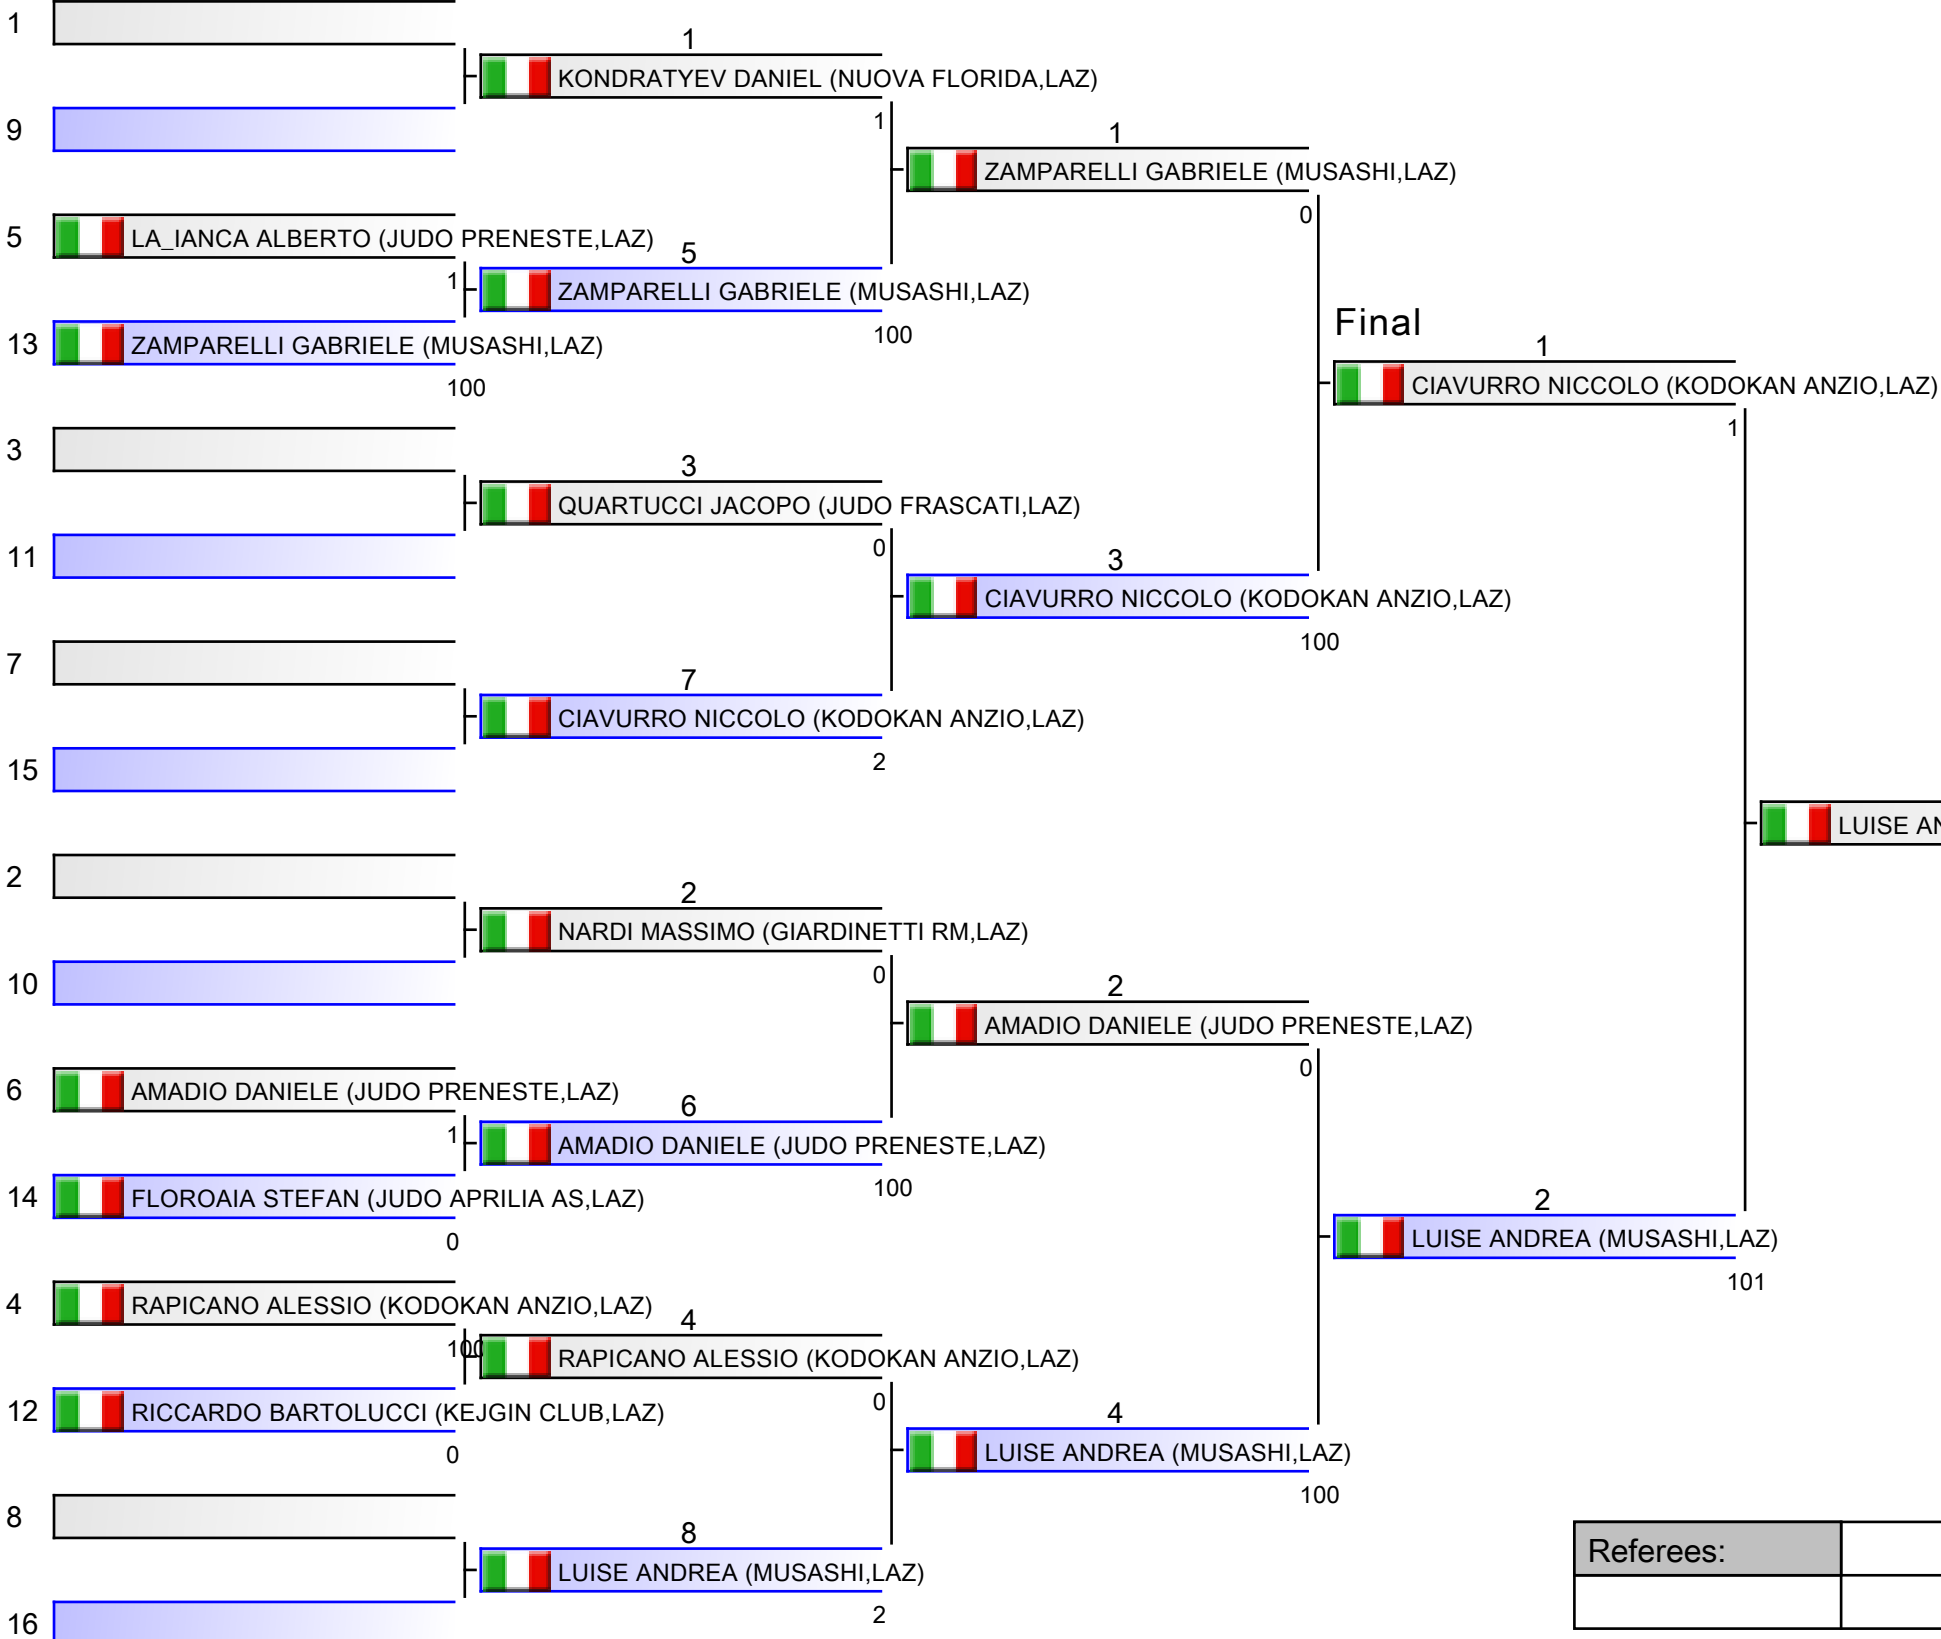 1
9
5
LA_IANCA ALBERTO (JUDO PRENESTE,LAZ)
1
13
ZAMPARELLI GABRIELE (MUSASHI,LAZ)
100
3
11
7
15
2
10
6
AMADIO DANIELE (JUDO PRENESTE,LAZ)
1
14
FLOROAIA STEFAN (JUDO APRILIA AS,LAZ)
0
4
RAPICANO ALESSIO (KODOKAN ANZIO,LAZ)
100
12
RICCARDO BARTOLUCCI (KEJGIN CLUB,LAZ)
0
8
16
1
KONDRATYEV DANIEL (NUOVA FLORIDA,LAZ)
1
5
ZAMPARELLI GABRIELE (MUSASHI,LAZ)
100
3
QUARTUCCI JACOPO (JUDO FRASCATI,LAZ)
0
7
CIAVURRO NICCOLO (KODOKAN ANZIO,LAZ)
2
2
NARDI MASSIMO (GIARDINETTI RM,LAZ)
0
6
AMADIO DANIELE (JUDO PRENESTE,LAZ)
100
4
RAPICANO ALESSIO (KODOKAN ANZIO,LAZ)
0
8
LUISE ANDREA (MUSASHI,LAZ)
2
1
ZAMPARELLI GABRIELE (MUSASHI,LAZ)
0
3
CIAVURRO NICCOLO (KODOKAN ANZIO,LAZ)
100
2
AMADIO DANIELE (JUDO PRENESTE,LAZ)
0
4
LUISE ANDREA (MUSASHI,LAZ)
100
Final
1
CIAVURRO NICCOLO (KODOKAN ANZIO,LAZ)
1
2
LUISE ANDREA (MUSASHI,LAZ)
101
LUISE
Referees: